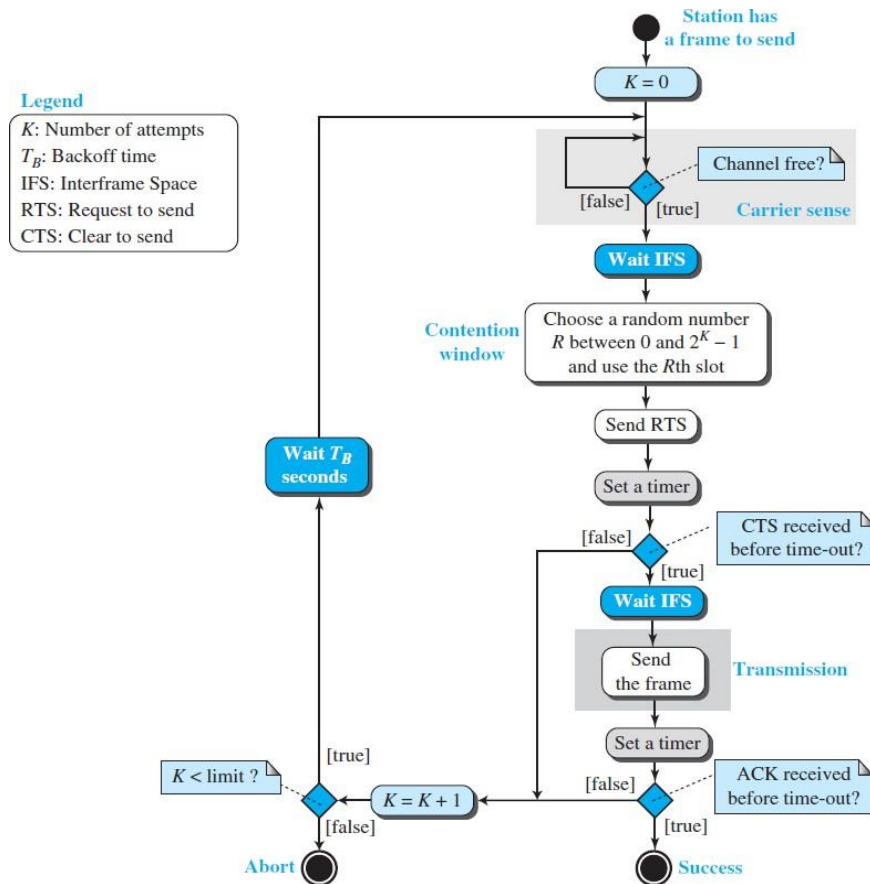 Station has
a frame to send
K = 0
Legend
K: Number of attempts
T_B: Backoff time
IFS: Interframe Space
RTS: Request to send
CTS: Clear to send
Channel free?
[false]
[true]
Carrier sense
Wait IFS
Contention
window
Choose a random number
R between 0 and 2^K – 1
and use the Rth slot
Send RTS
Wait T_B
seconds
Set a timer
CTS received
before time-out?
[false]
[true]
Wait IFS
Send
the frame
Transmission
Set a timer
[true]
K < limit ?
K = K + 1
[false]
ACK received
before time-out?
[false]
[true]
Abort
Success